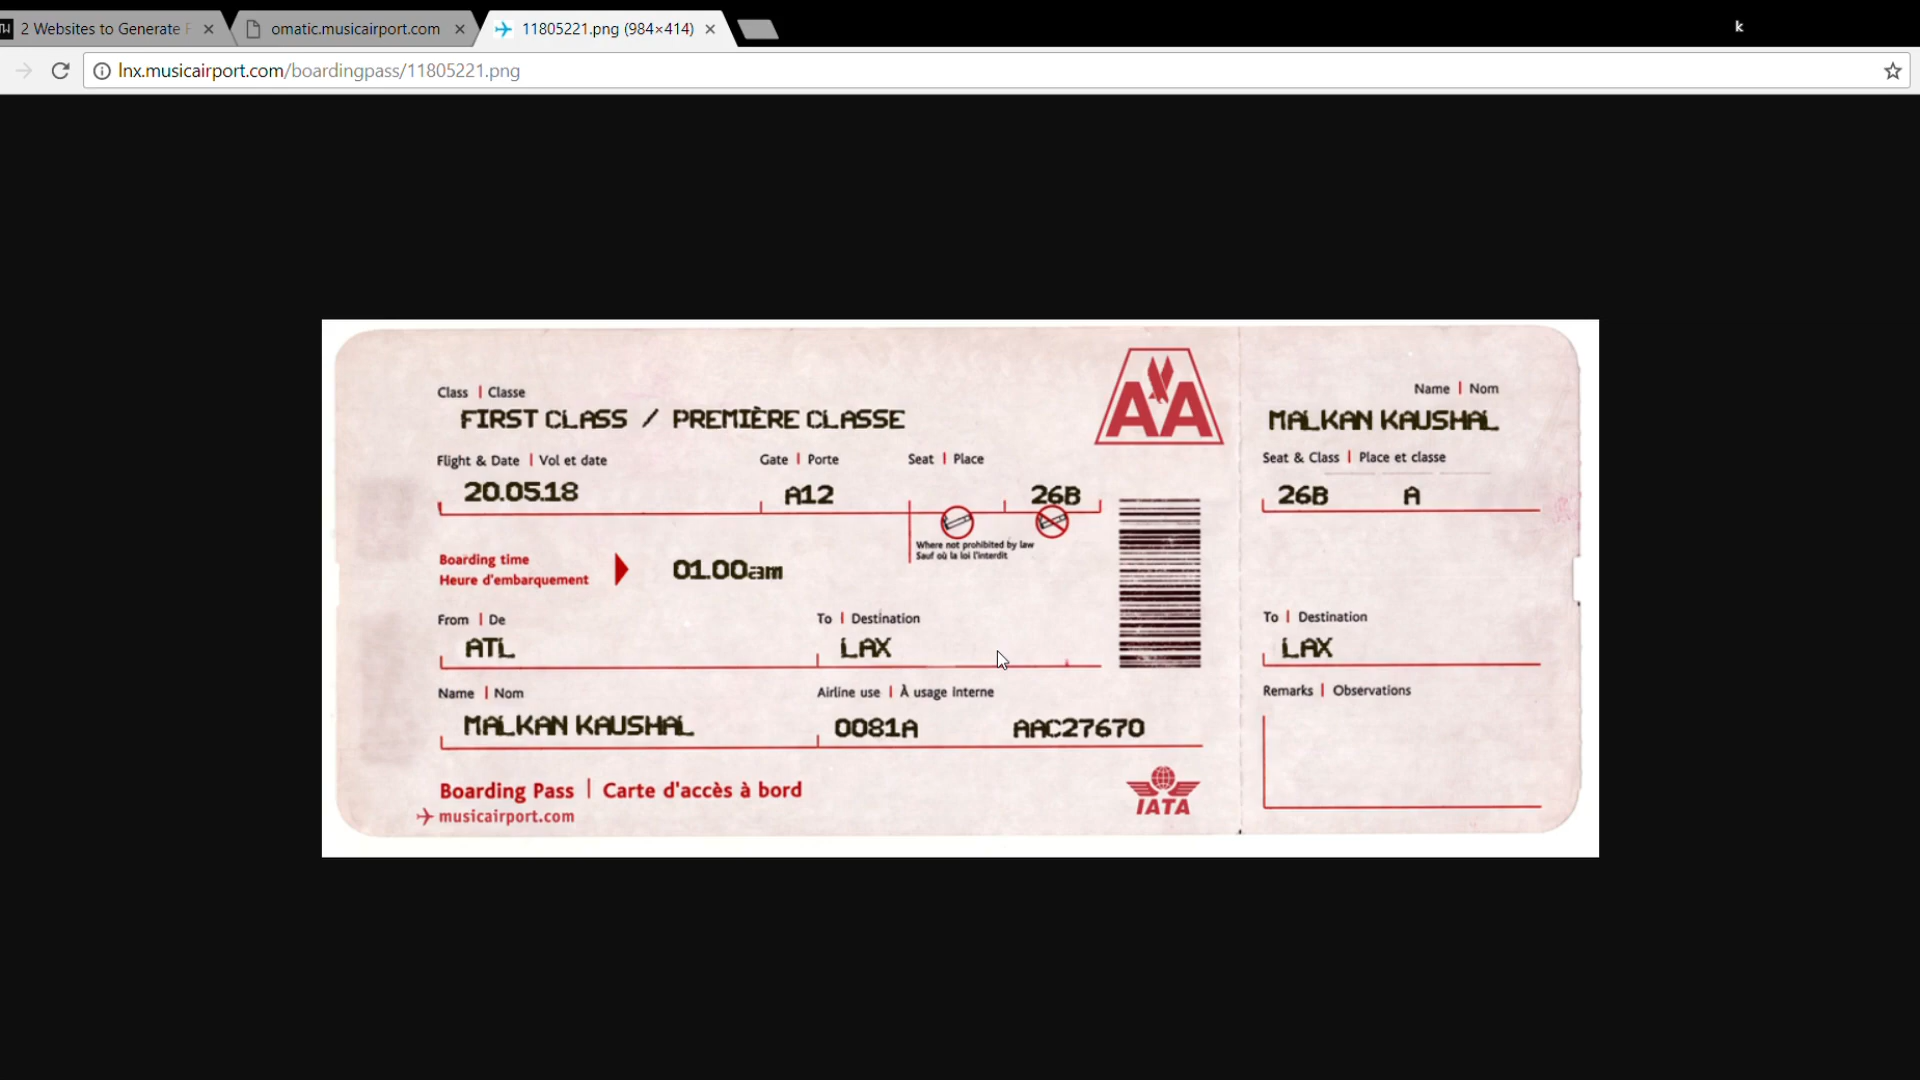 2 Websites to Generate
omatic.musicairport.com
11805221.png (984×414)
k
lnx.musicairport.com/boardingpass/11805221.png
Class | Classe
FIRST CLASS / PREMIÈRE CLASSE
AA
Name | Nom
MALKAN KAUSHAL
Flight & Date | Vol et date
Gate | Porte
Seat | Place
Seat & Class | Place et classe
20.05.18
A12
26B
26B A
Where not prohibited by law
Sauf où la loi l'interdit
Boarding time
Heure d'embarquement
01.00am
From | De
To | Destination
To | Destination
ATL
LAX
LAX
Name | Nom
Airline use | À usage Interne
Remarks | Observations
MALKAN KAUSHAL
0081A
AAC27670
Boarding Pass | Carte d'accès à bord
musicairport.com
IATA